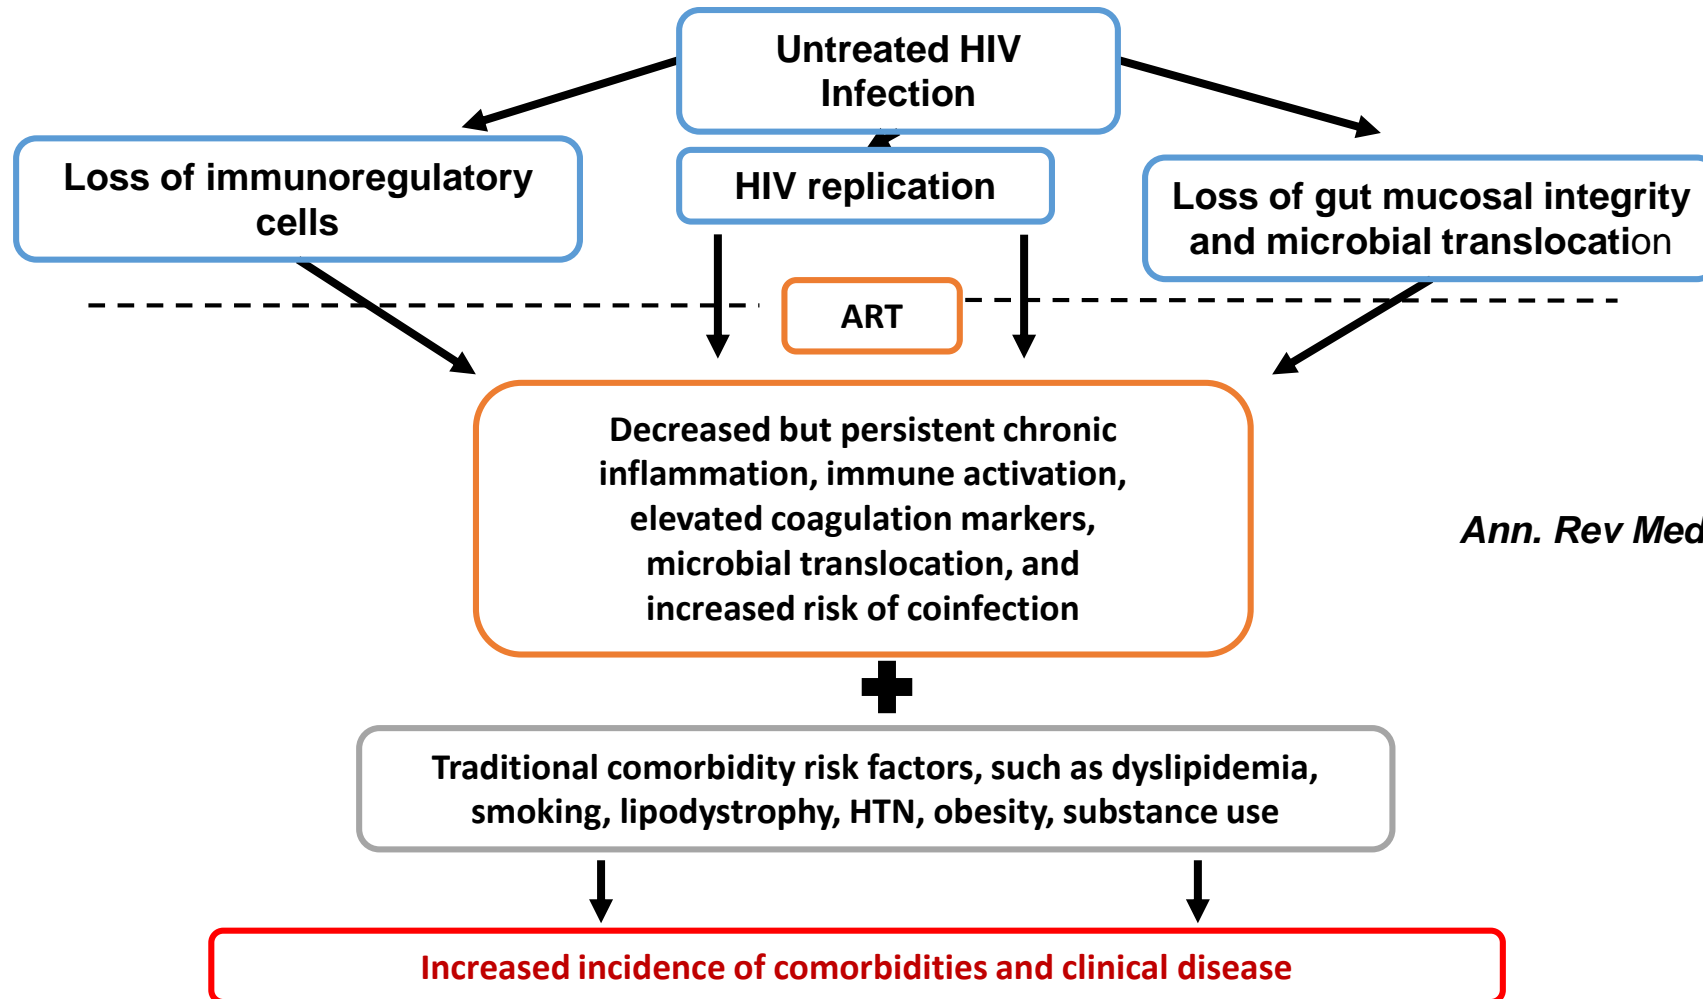 Untreated HIV
Infection
Loss of immunoregulatory
cells
HIV replication
Loss of gut mucosal integrity
and microbial translocation
ART
Decreased but persistent chronic
inflammation, immune activation,
elevated coagulation markers,
microbial translocation, and
increased risk of coinfection
Ann. Rev Med
Traditional comorbidity risk factors, such as dyslipidemia,
smoking, lipodystrophy, HTN, obesity, substance use
Increased incidence of comorbidities and clinical disease